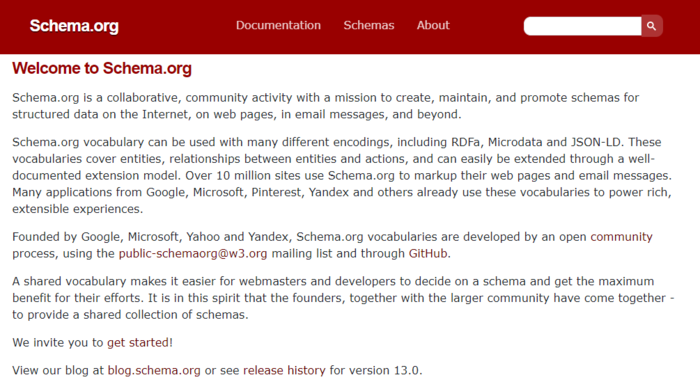 Schema.org
Documentation Schemas About
Welcome to Schema.org
Schema.org is a collaborative, community activity with a mission to create, maintain, and promote schemas for
structured data on the Internet, on web pages, in email messages, and beyond.
Schema.org vocabulary can be used with many different encodings, including RDFa, Microdata and JSON-LD. These
vocabularies cover entities, relationships between entities and actions, and can easily be extended through a well-
documented extension model. Over 10 million sites use Schema.org to markup their web pages and email messages.
Many applications from Google, Microsoft, Pinterest, Yandex and others already use these vocabularies to power rich,
extensible experiences.
Founded by Google, Microsoft, Yahoo and Yandex, Schema.org vocabularies are developed by an open community
process, using the public-schemaorg@w3.org mailing list and through GitHub.
A shared vocabulary makes it easier for webmasters and developers to decide on a schema and get the maximum
benefit for their efforts. It is in this spirit that the founders, together with the larger community have come together -
to provide a shared collection of schemas.
We invite you to get started!
View our blog at blog.schema.org or see release history for version 13.0.